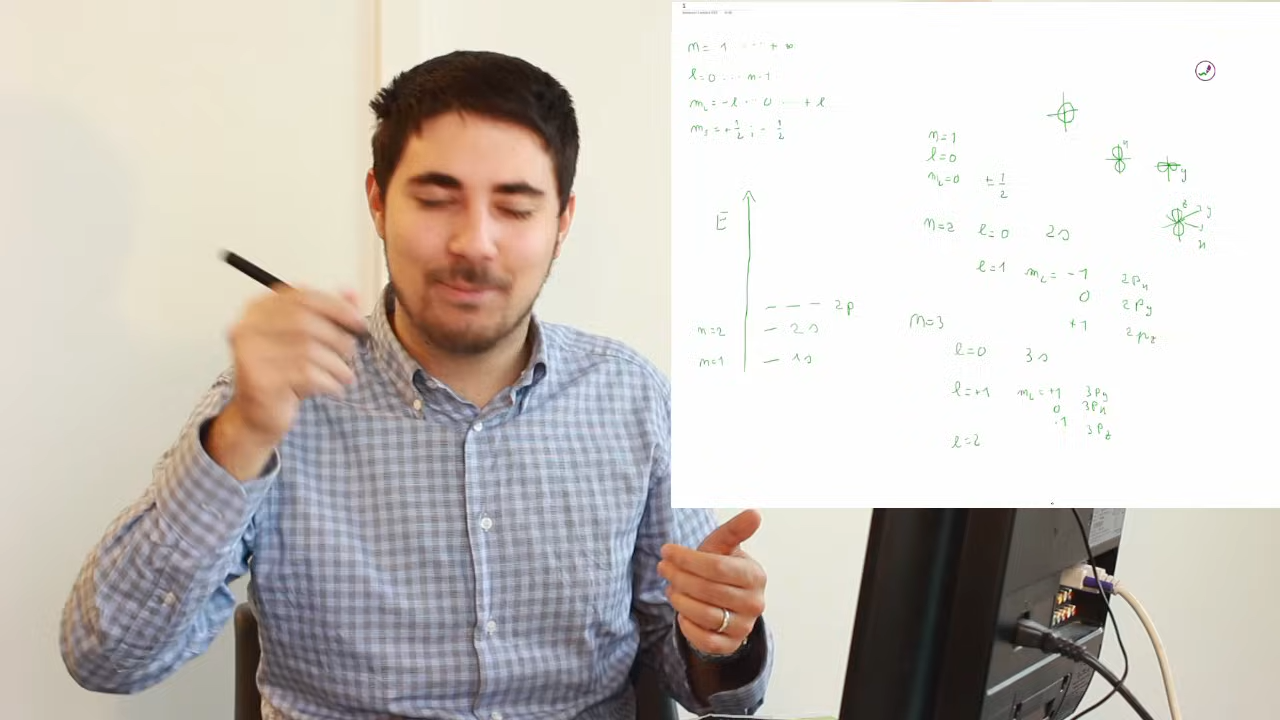 1
n= 1 ... + ∞
l=0 ... n-1
m_L = -l ... 0 ... + l
m_s = + 1/2 ; - 1/2
E
2p
n=2 2s
n=1 1s
n=1
l=0
m_L=0 ± 1/2
n=2 l=0 2s
l=1 m_L = -1 2p_x
0 2p_y
+1 2p_z
n=3
l=0 3s
l=+1 m_L = +1 3p_y
0 3p_x
-1 3p_z
l=2
x
y
z y
x